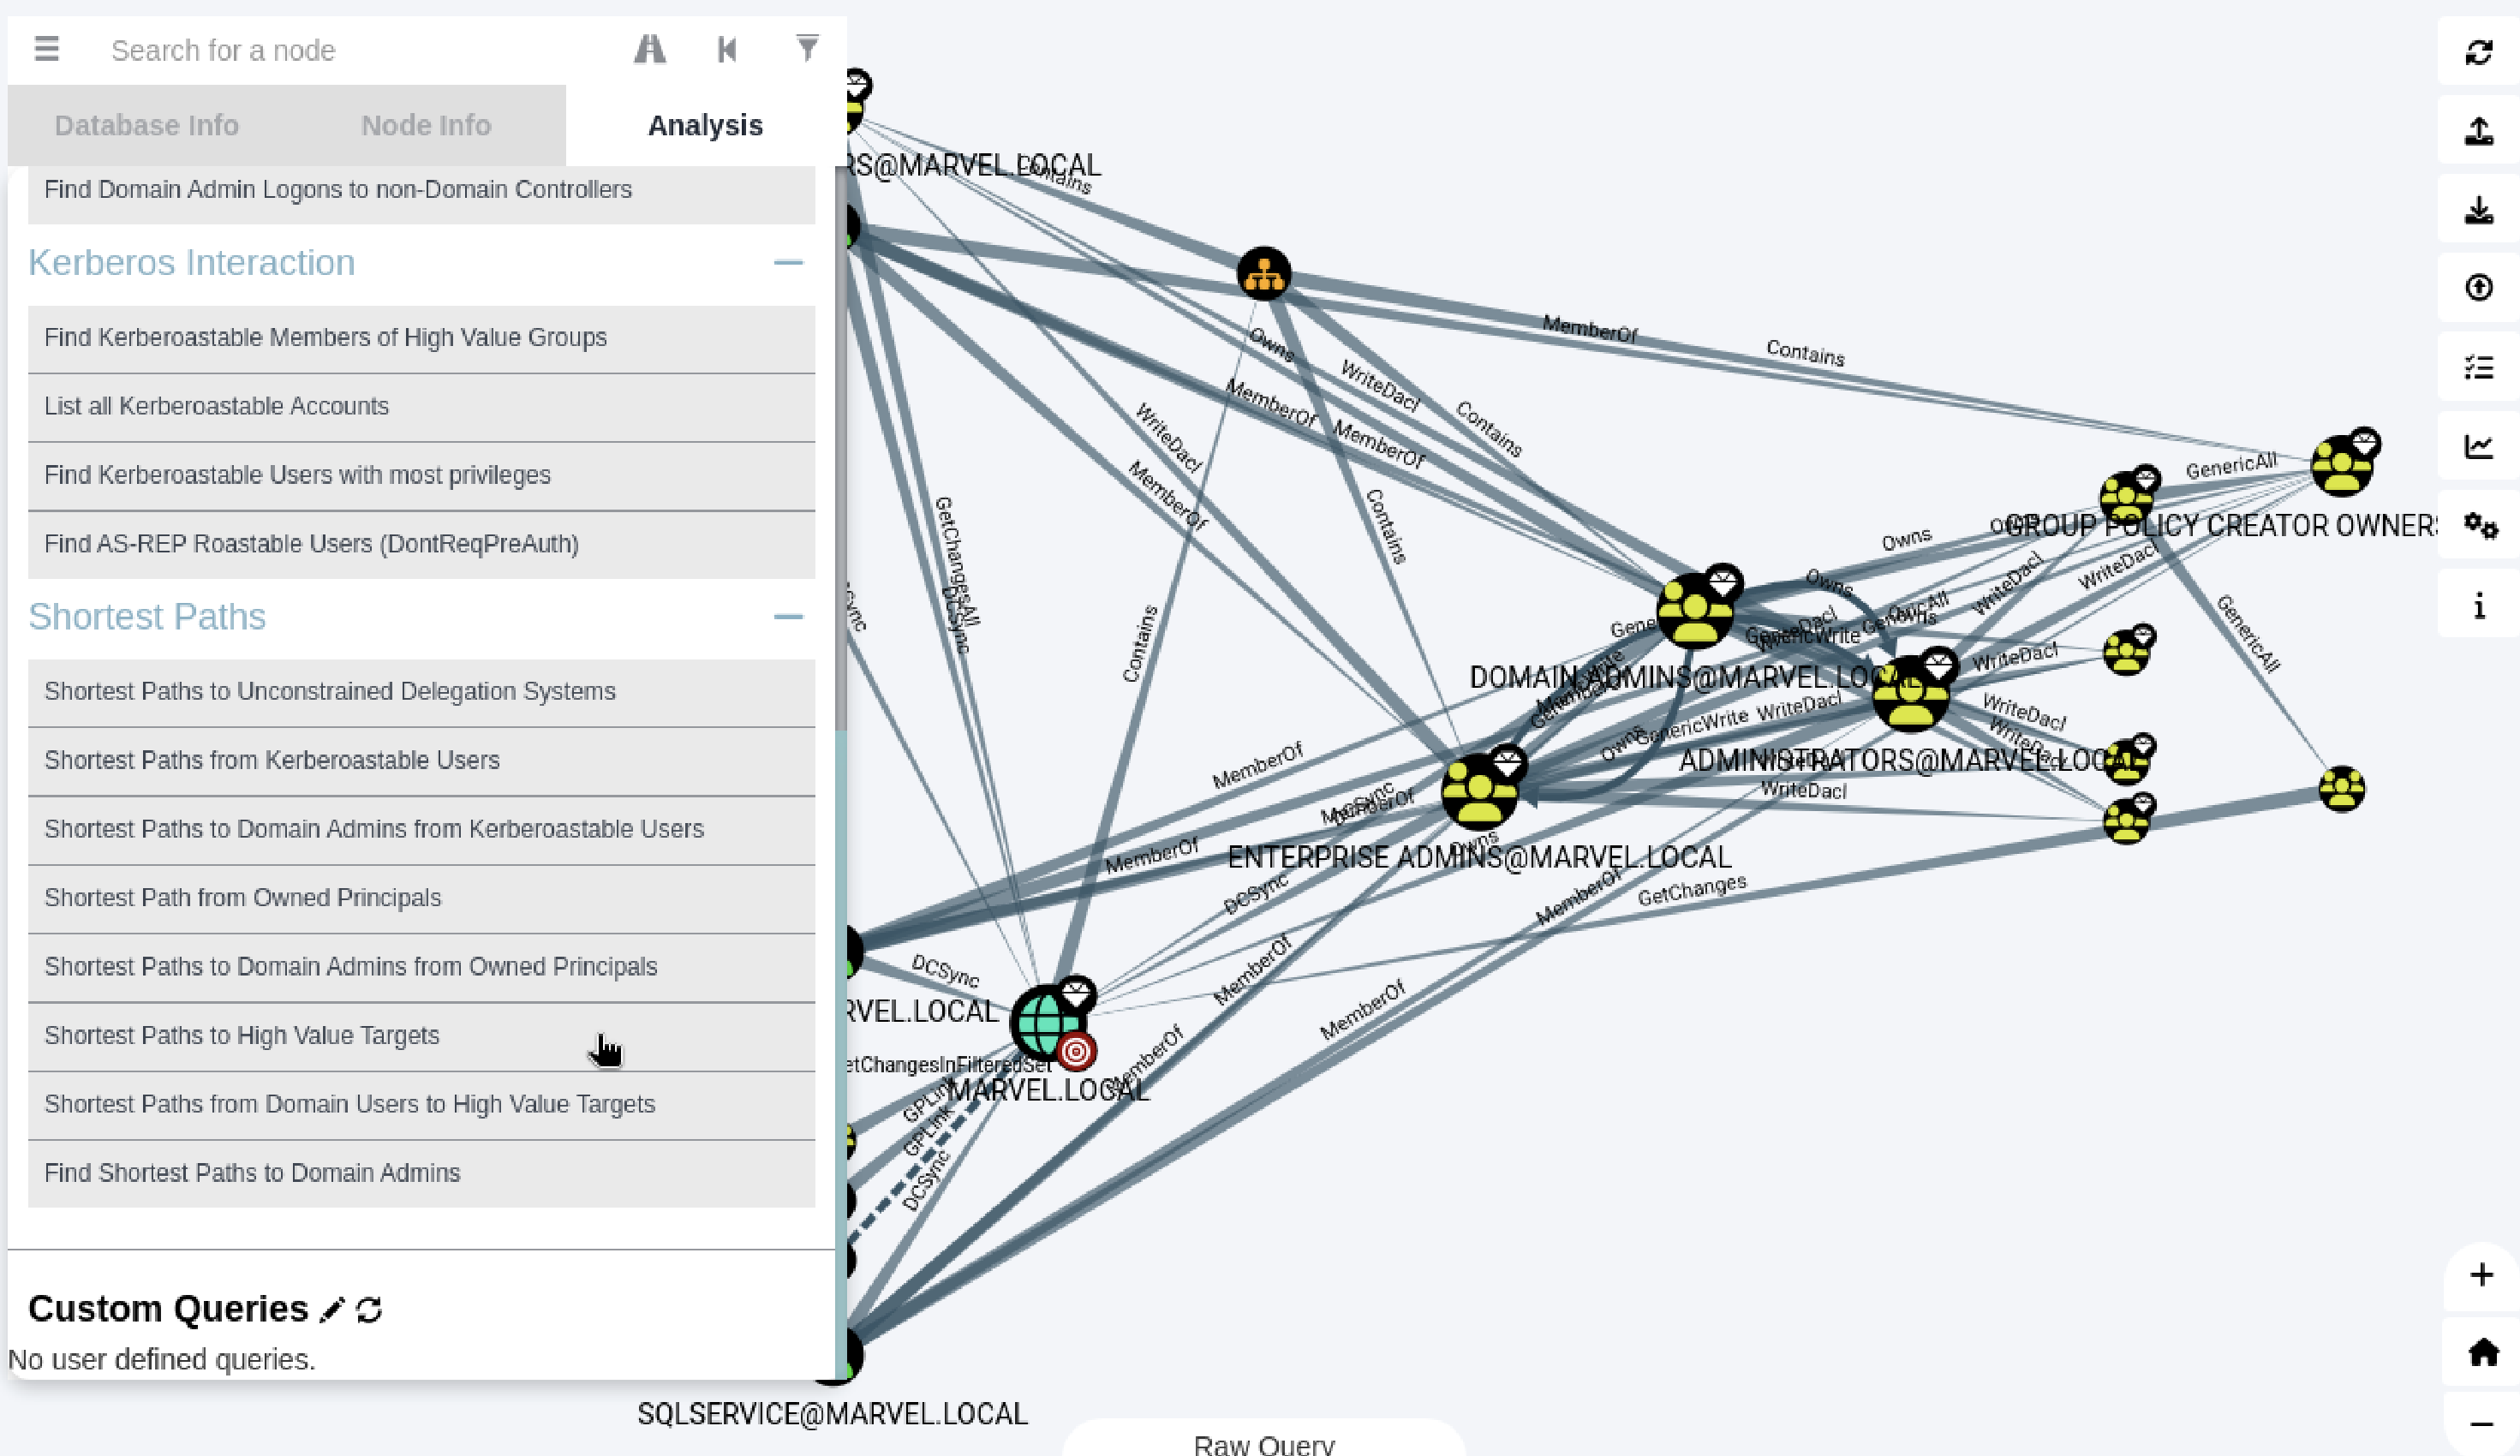 Search for a node
Database Info
Node Info
Analysis
Find Domain Admin Logons to non-Domain Controllers
Kerberos Interaction
Find Kerberoastable Members of High Value Groups
List all Kerberoastable Accounts
Find Kerberoastable Users with most privileges
Find AS-REP Roastable Users (DontReqPreAuth)
Shortest Paths
Shortest Paths to Unconstrained Delegation Systems
Shortest Paths from Kerberoastable Users
Shortest Paths to Domain Admins from Kerberoastable Users
Shortest Path from Owned Principals
Shortest Paths to Domain Admins from Owned Principals
Shortest Paths to High Value Targets
Shortest Paths from Domain Users to High Value Targets
Find Shortest Paths to Domain Admins
Custom Queries
No user defined queries.
RS@MARVEL.LOCAL
Contains
MemberOf
Contains
Owns
WriteDacl
Contains
MemberOf
MemberOf
WriteDacl
MemberOf
Contains
GetChangesAll
DCSync
Contains
GenericAll
GROUP POLICY CREATOR OWNERS
Owns
Owns
WriteDacl
WriteDacl
GenericAll
GenericWrite
DOMAIN ADMINS@MARVEL.LOCAL
WriteDacl
WriteDacl
GenericWrite
WriteDacl
Owns
ADMINISTRATORS@MARVEL.LOCAL
WriteDacl
MemberOf
DCSync
MemberOf
MemberOf
ENTERPRISE ADMINS@MARVEL.LOCAL
Owns
DCSync
MemberOf
GetChanges
MemberOf
MemberOf
DCSync
RVEL.LOCAL
etChangesInFilteredSet
MARVEL.LOCAL
MemberOf
GPLink
GPLink
DCSync
SQLSERVICE@MARVEL.LOCAL
Raw Query